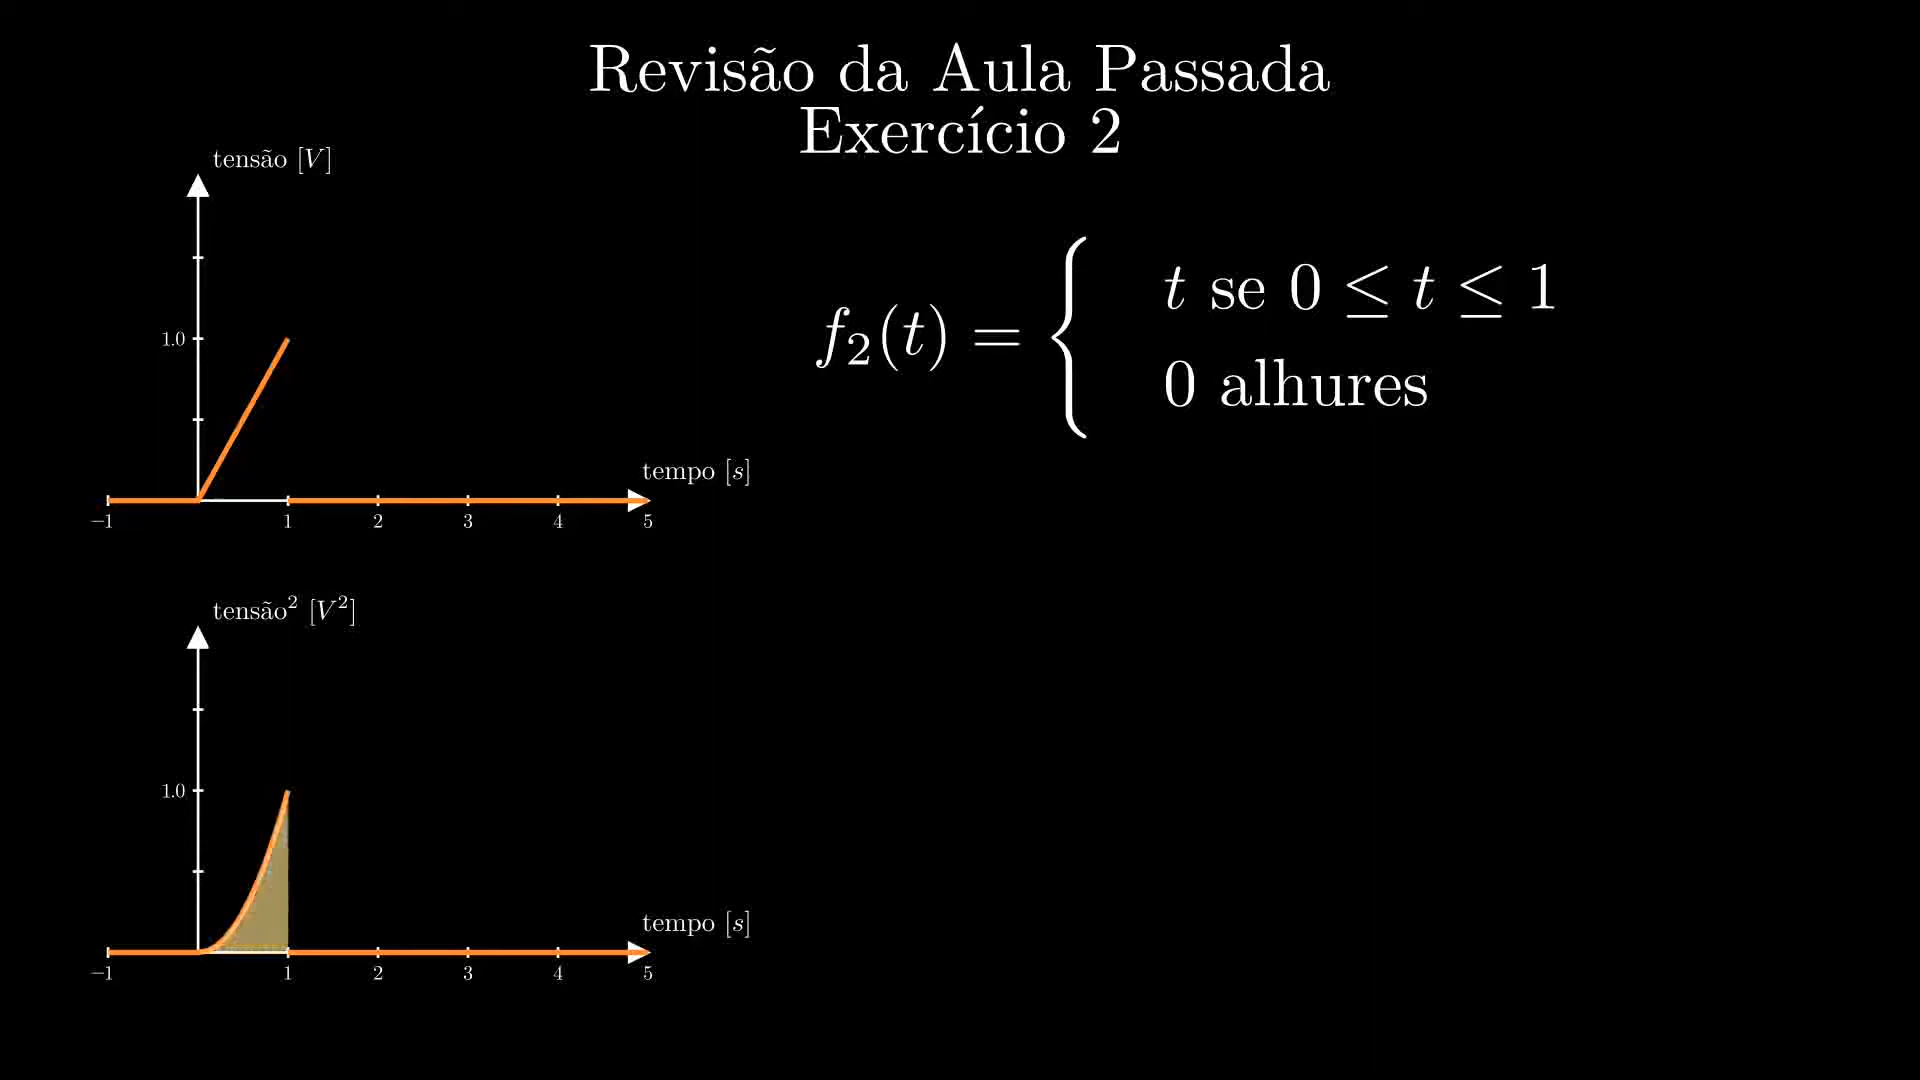 Revisão da Aula Passada
Exercício 2
tensão [V]
1.0
tempo [s]
−1 1 2 3 4 5
f₂(t) = {
t se 0 ≤ t ≤ 1
0 alhures
tensão² [V²]
1.0
tempo [s]
−1 1 2 3 4 5